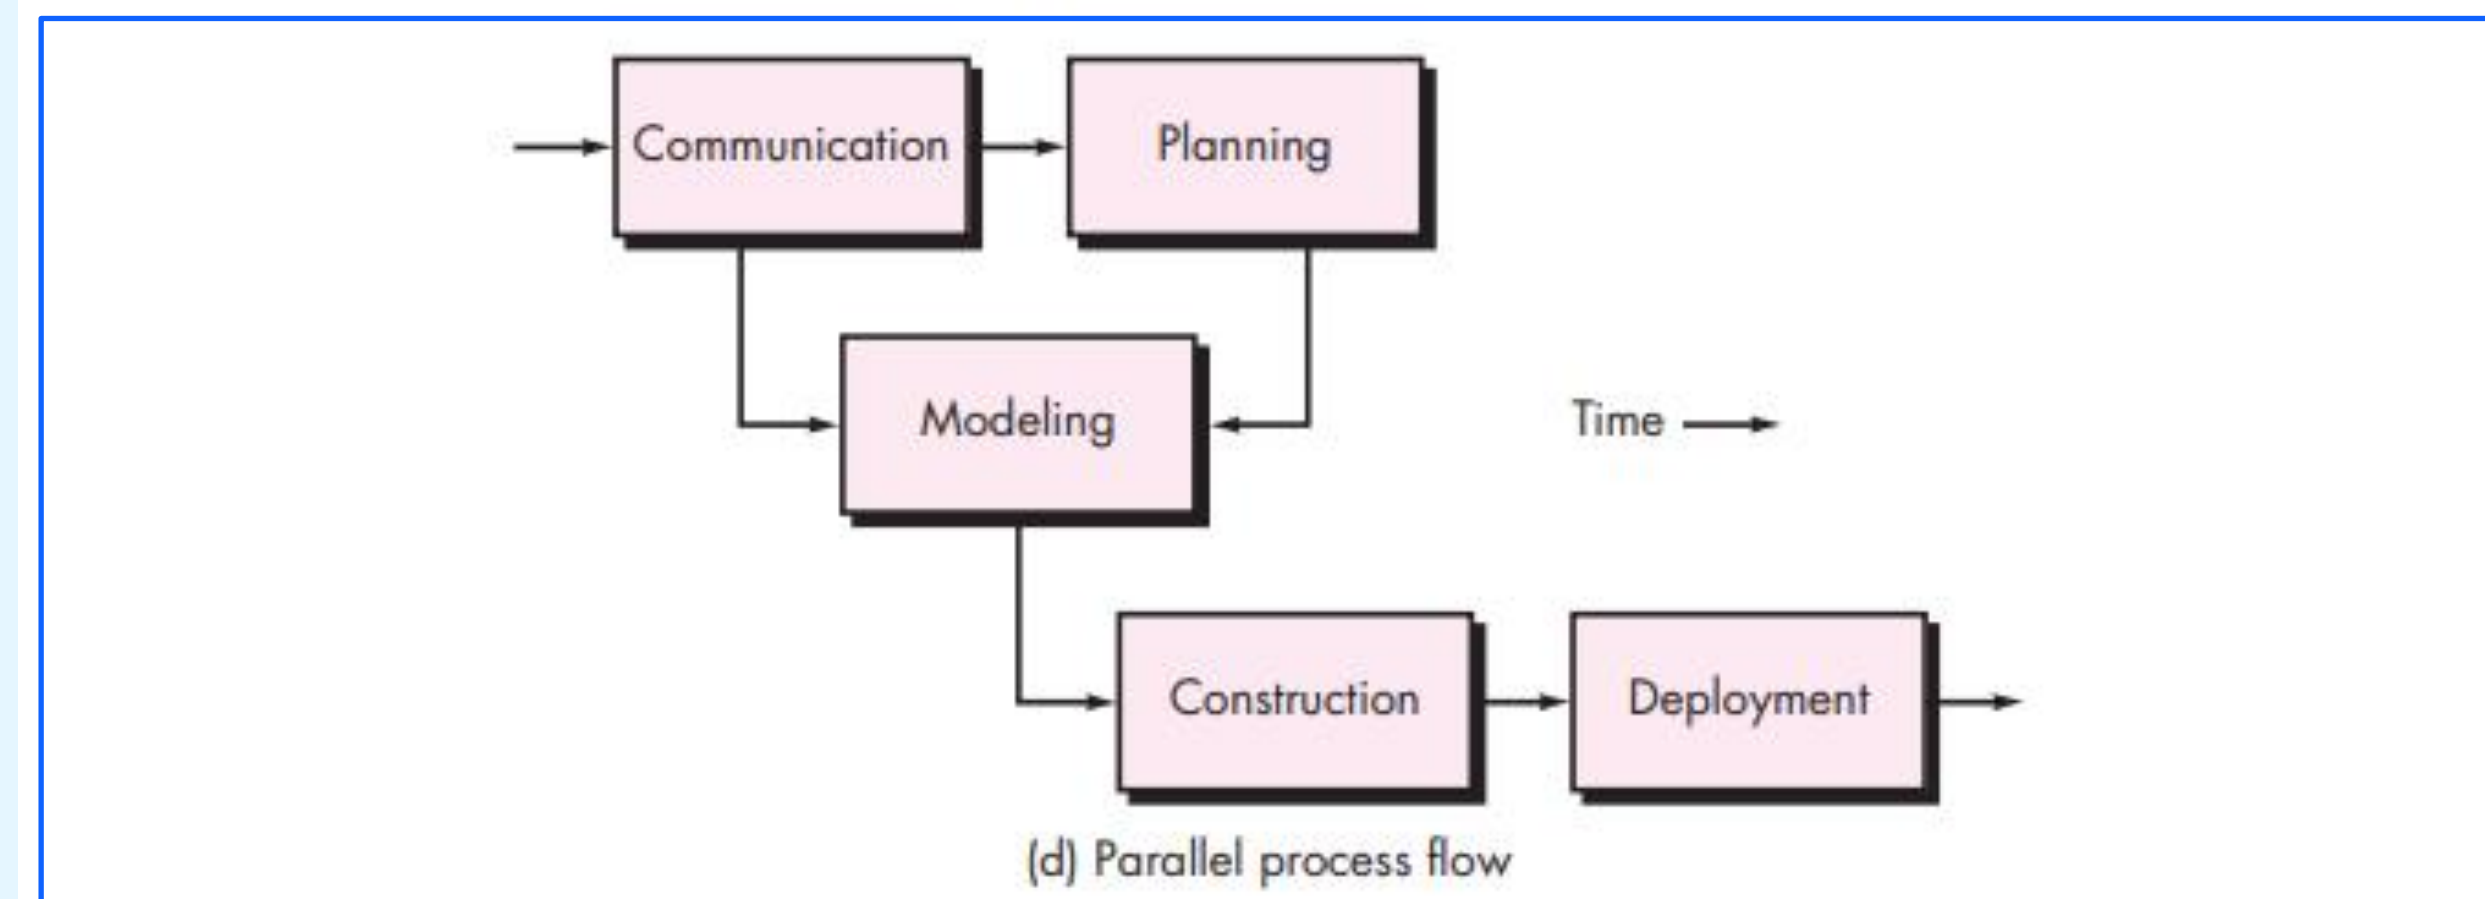 Communication
Planning
Modeling
Time
Construction
Deployment
(d) Parallel process flow